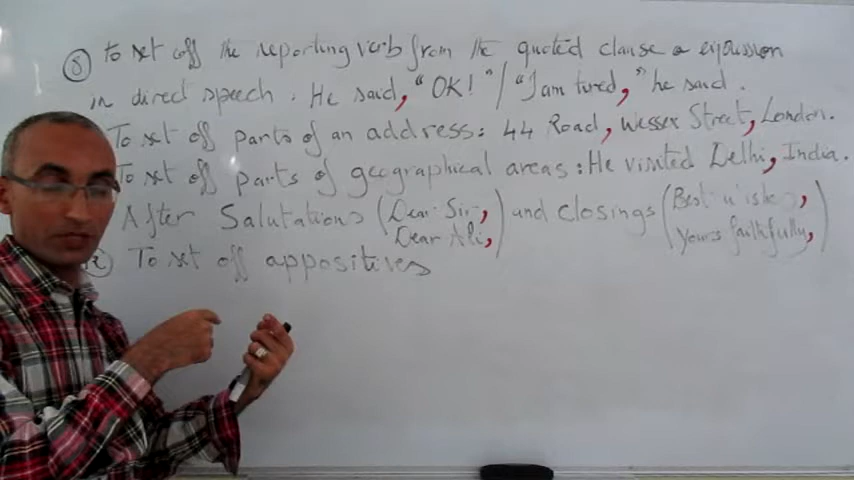 ⑧ to set off the reporting verb from the quoted clause or expression
in direct speech. He said, "OK!"/"I am tired," he said.
To set off parts of an address: 44 Road, Wessex Street, London.
To set off parts of geographical areas: He visited Delhi, India.
After Salutations (Dear Sir, and closings (Best wishes,
Dear Ali,) Yours faithfully,)
To set off appositives